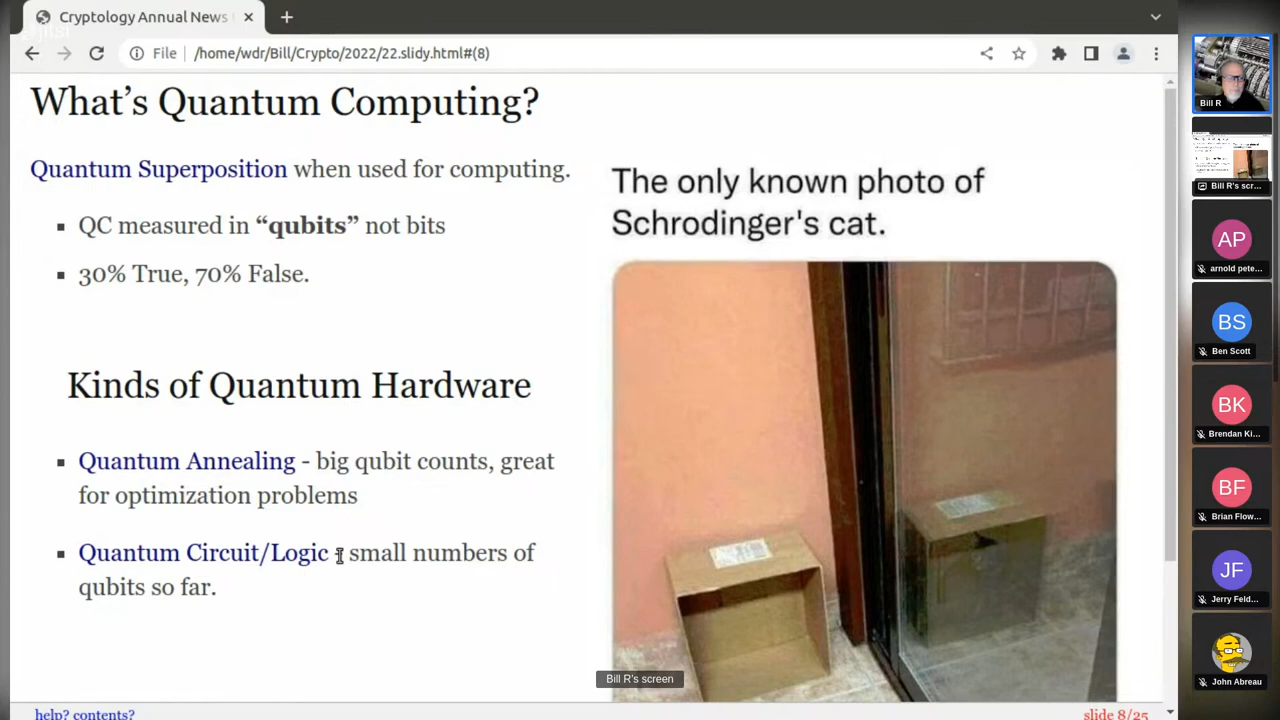 Cryptology Annual News
File
/home/wdr/Bill/Crypto/2022/22.slidy.html#(8)
What's Quantum Computing?
Quantum Superposition when used for computing.
QC measured in “qubits” not bits
30% True, 70% False.
Kinds of Quantum Hardware
Quantum Annealing - big qubit counts, great
for optimization problems
Quantum Circuit/Logic - small numbers of
qubits so far.
The only known photo of
Schrodinger's cat.
Bill R's screen
help? contents?
slide 8/25
Bill R
Bill R's scr...
AP
arnold pete...
BS
Ben Scott
BK
Brendan Ki...
BF
Brian Flow...
JF
Jerry Feld...
John Abreau